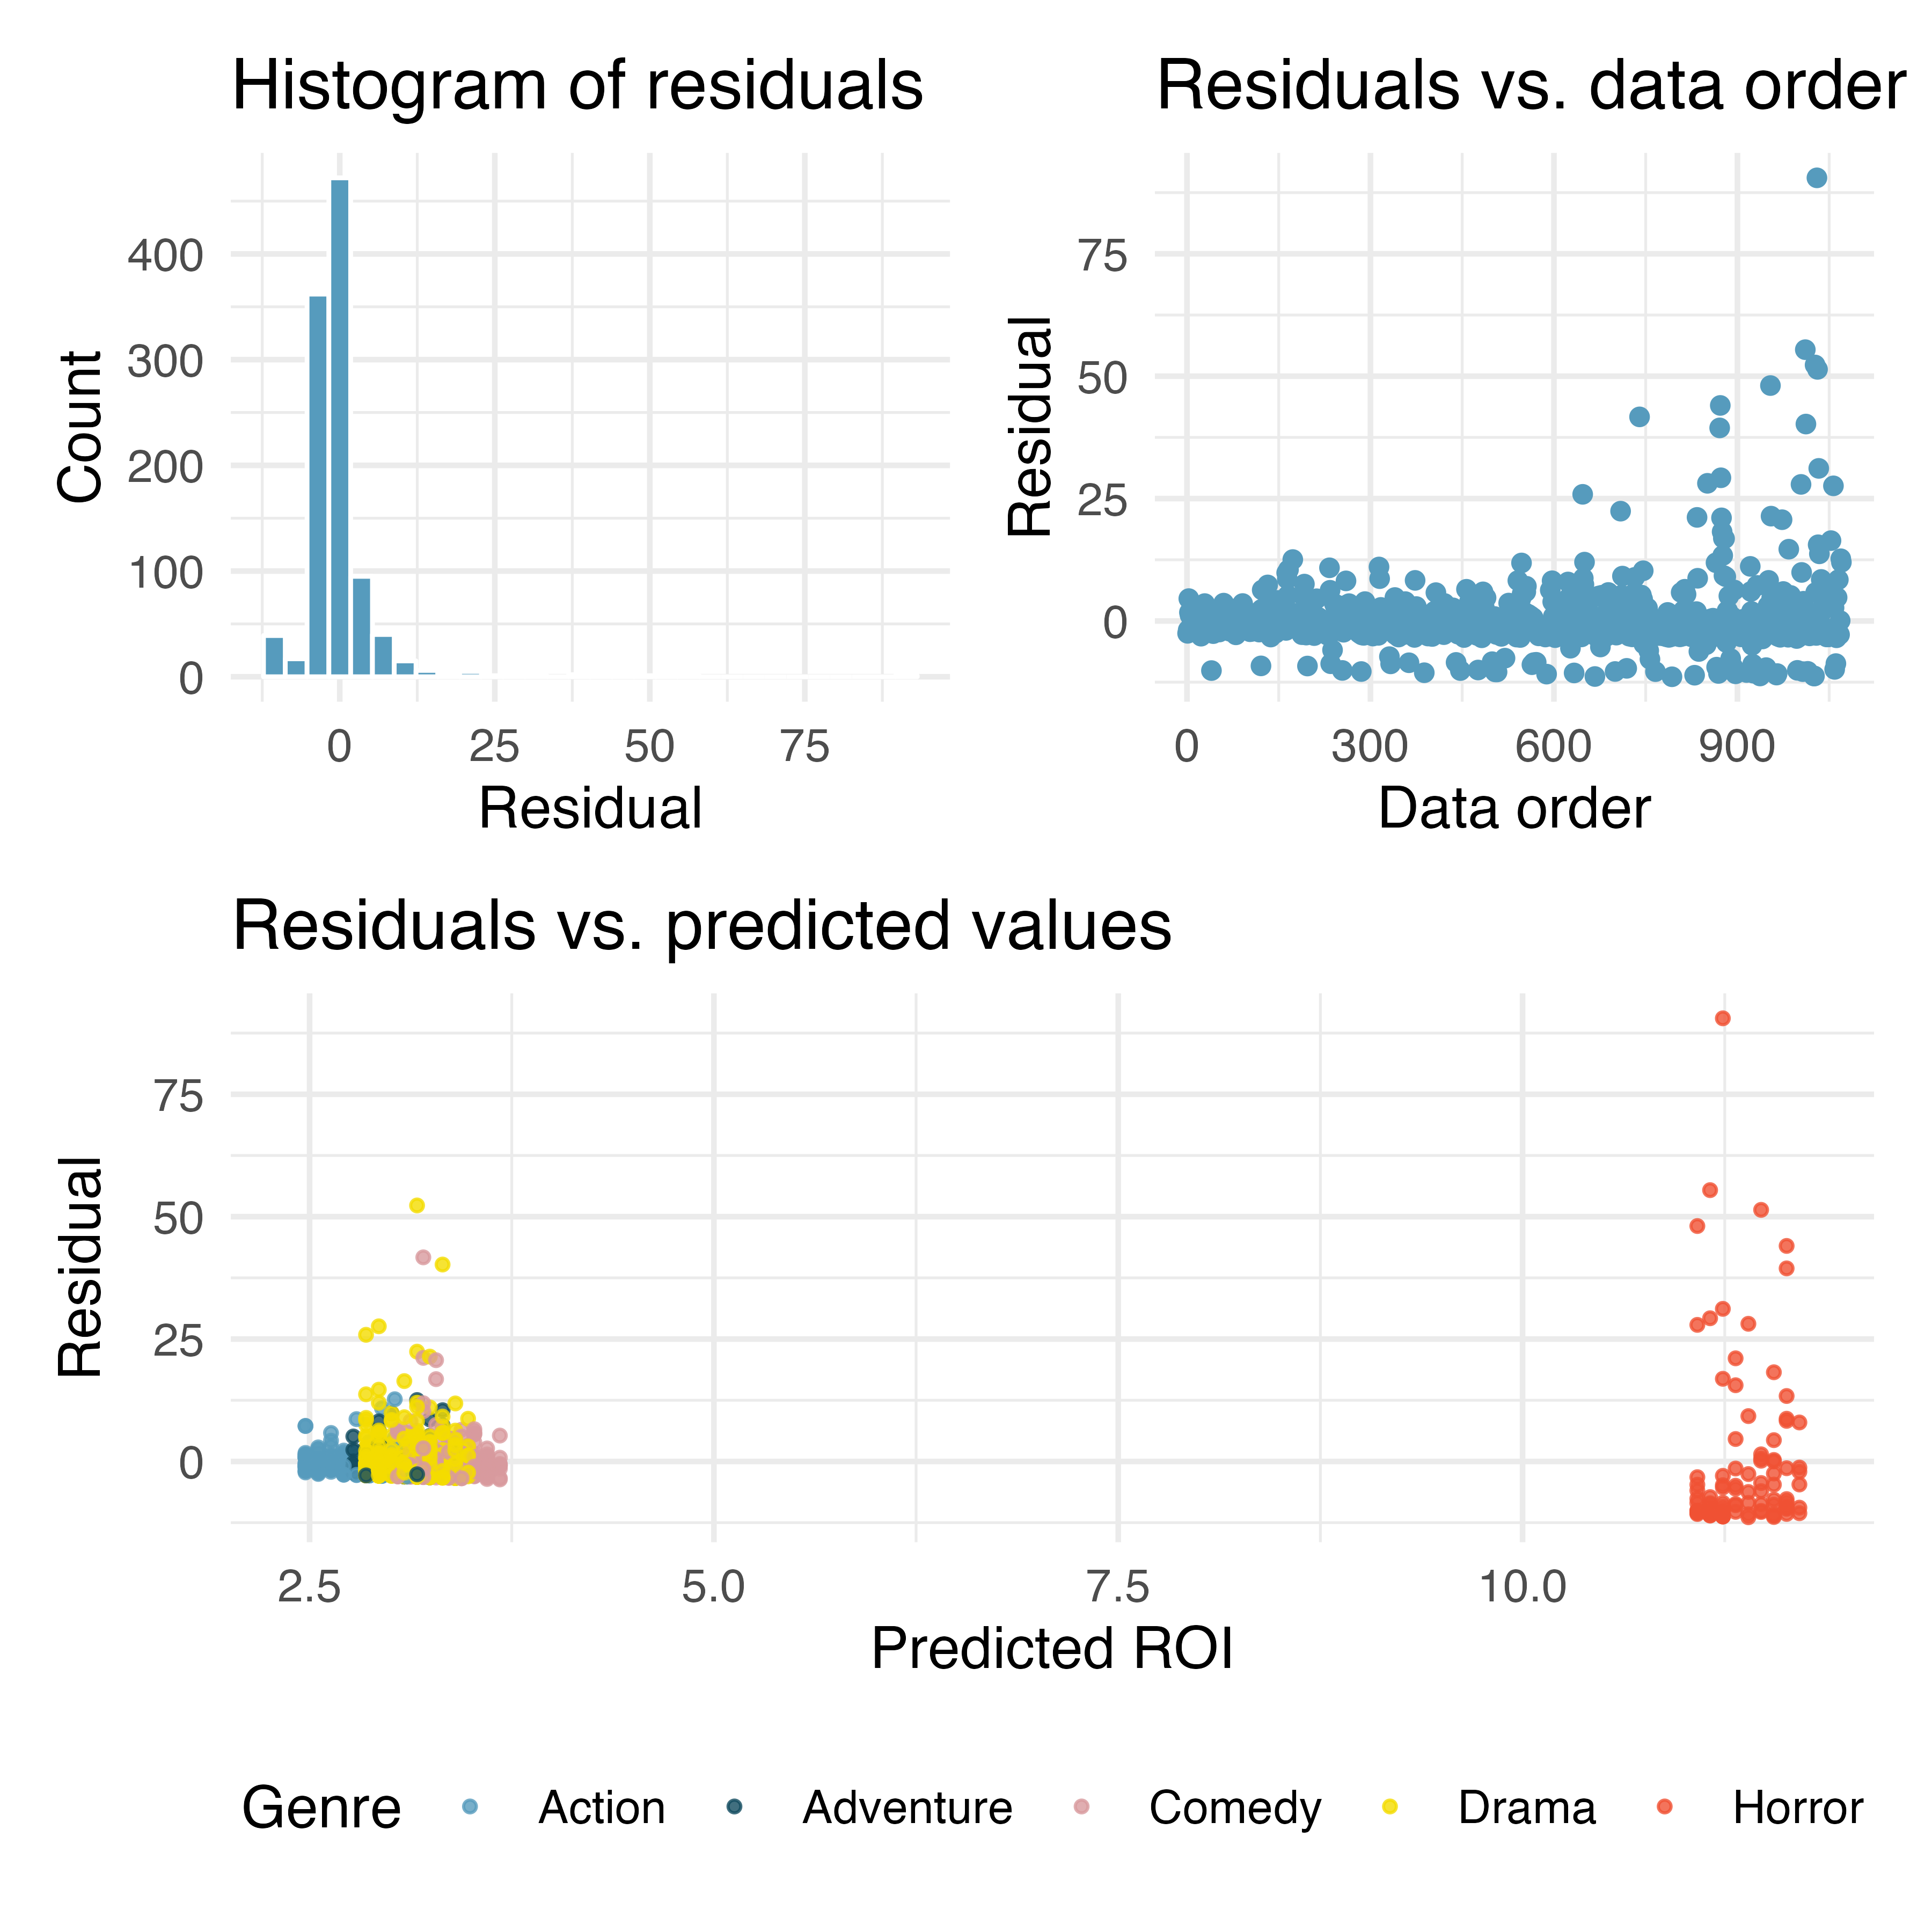 Histogram of residuals
400
300
200
100
0
Count
0 25 50 75
Residual
Residuals vs. data order
75
50
25
0
Residual
0 300 600 900
Data order
Residuals vs. predicted values
75
50
25
0
Residual
2.5 5.0 7.5 10.0
Predicted ROI
Genre Action Adventure Comedy Drama Horror